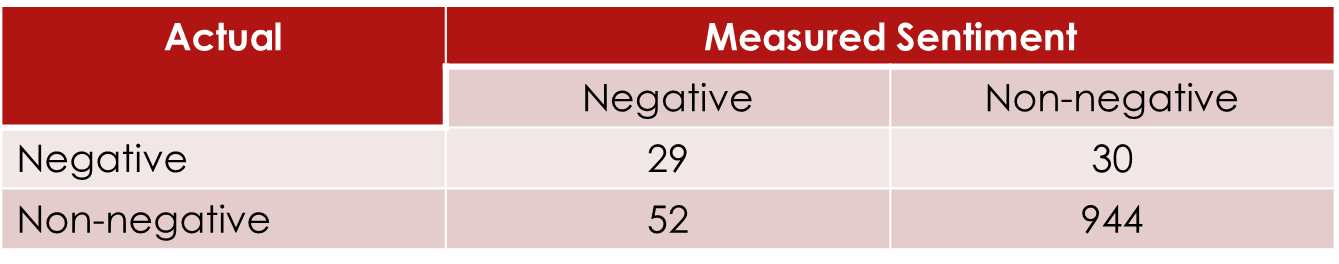 Actual Measured Sentiment
Negative Non-negative
Negative 29 30
Non-negative 52 944